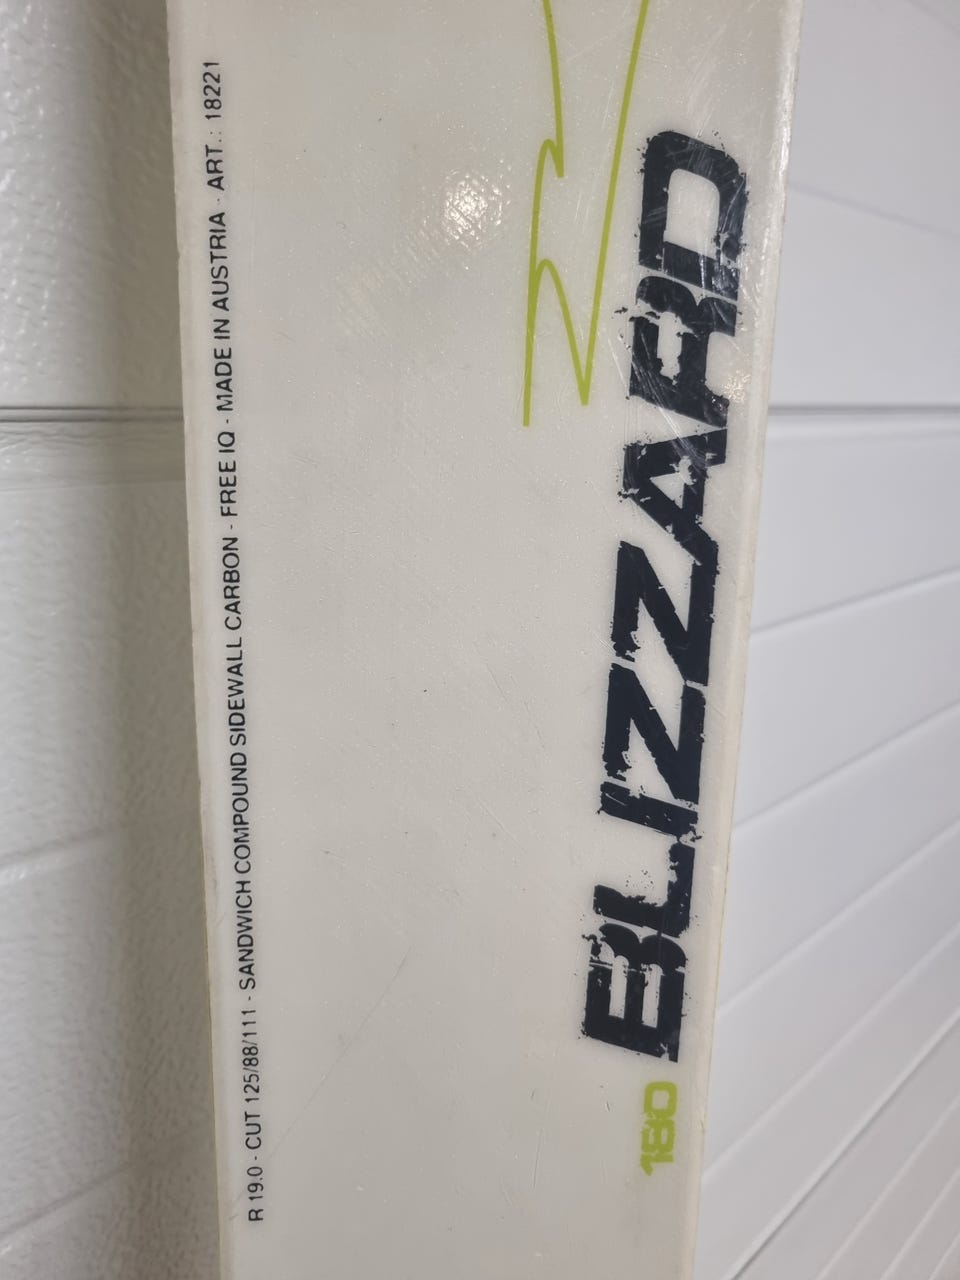 R 19.0 - CUT 125/88/111 - SANDWICH COMPOUND SIDEWALL CARBON - FREE IQ - MADE IN AUSTRIA - ART.: 18221
180 BLIZZARD